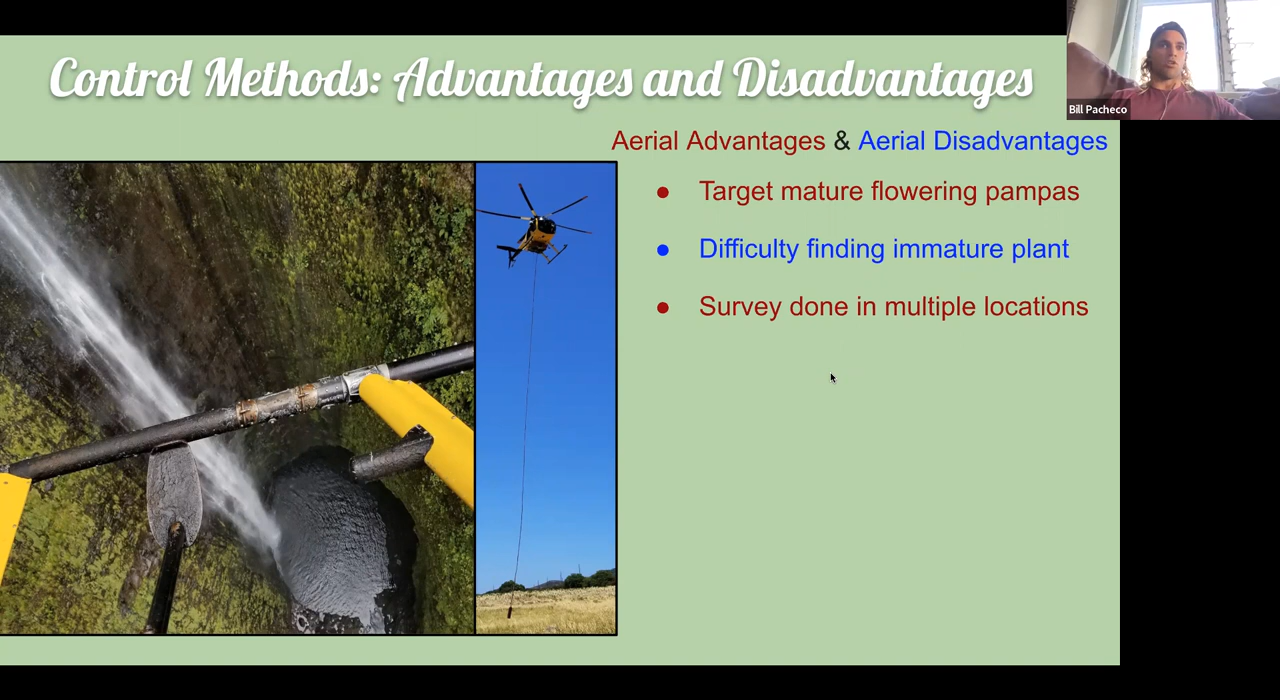 Control Methods: Advantages and Disadvantages
Bill Pacheco
Aerial Advantages & Aerial Disadvantages
● Target mature flowering pampas
● Difficulty finding immature plant
● Survey done in multiple locations